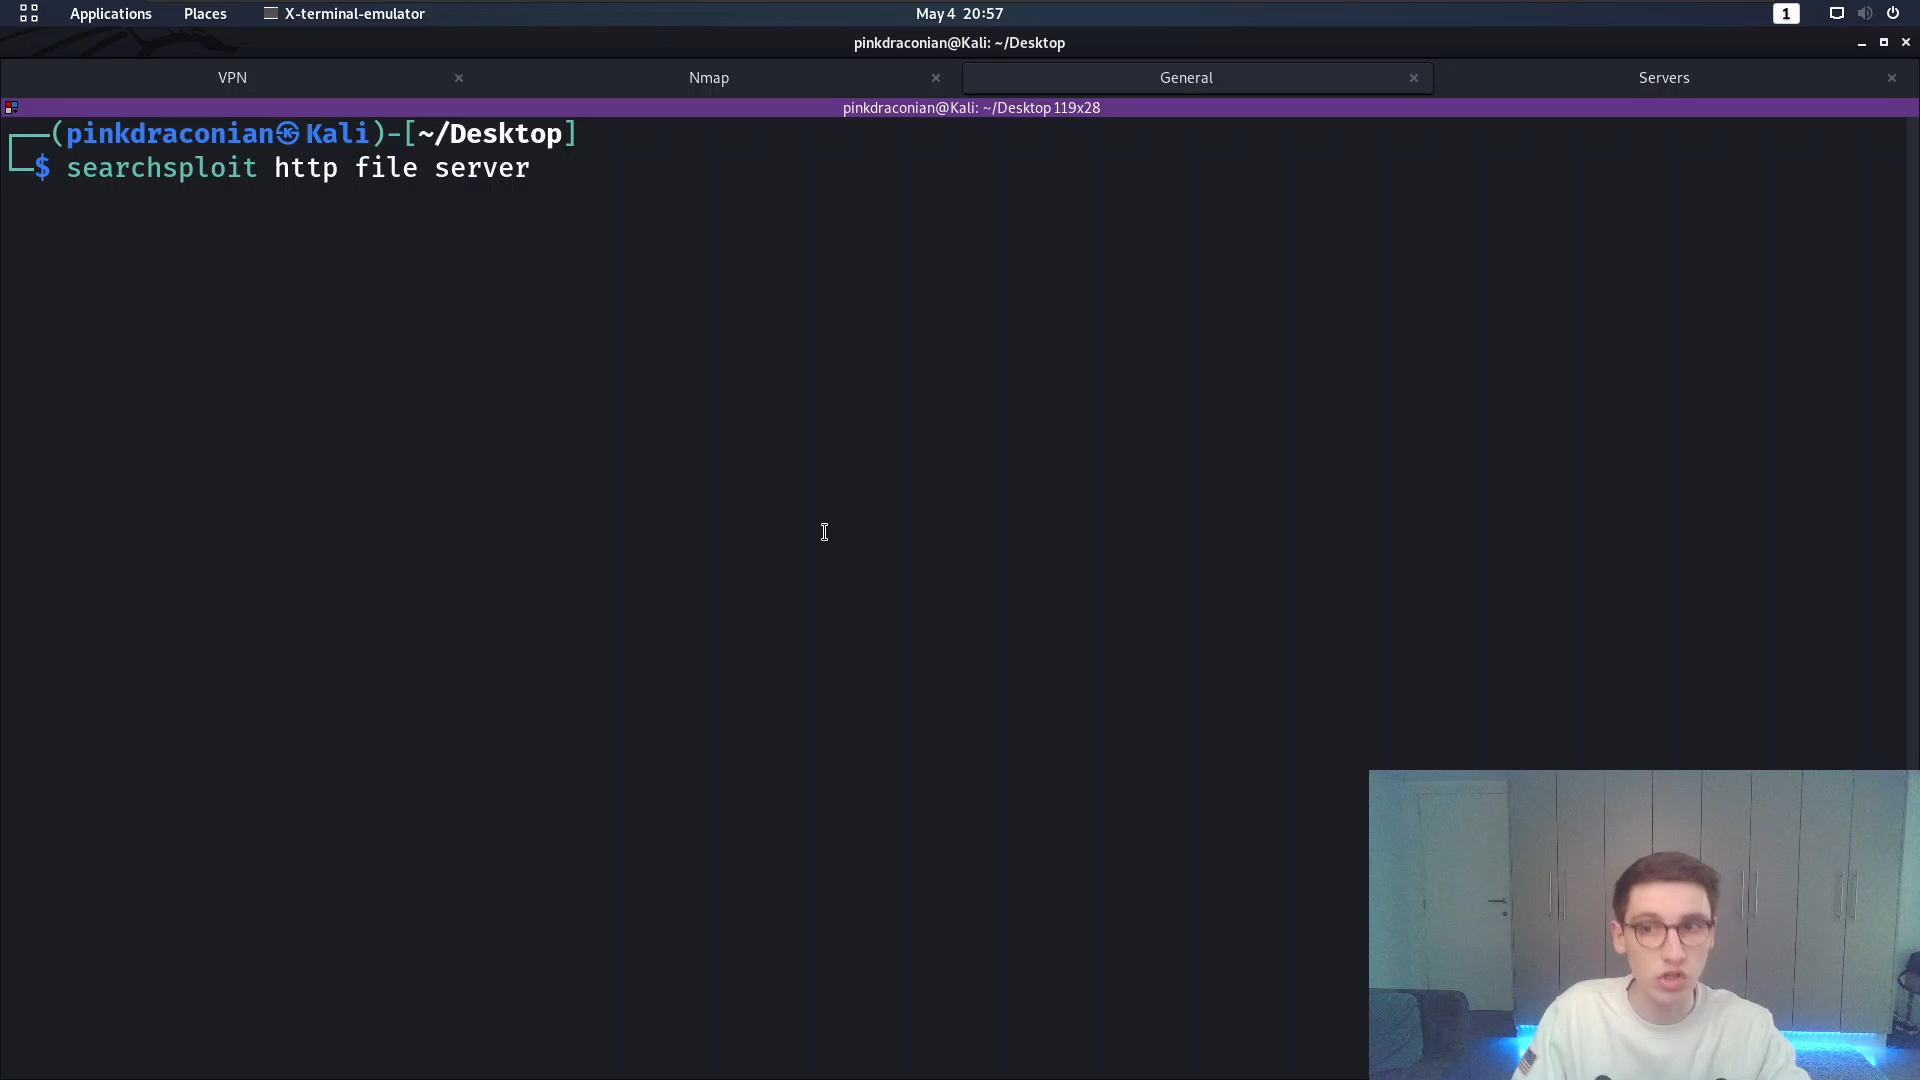 Applications Places X-terminal-emulator May 4 20:57 1
pinkdraconian@Kali: ~/Desktop
VPN × Nmap × General × Servers ×
pinkdraconian@Kali: ~/Desktop 119x28
┌──(pinkdraconian㉿Kali)-[~/Desktop]
└─$ searchsploit http file server